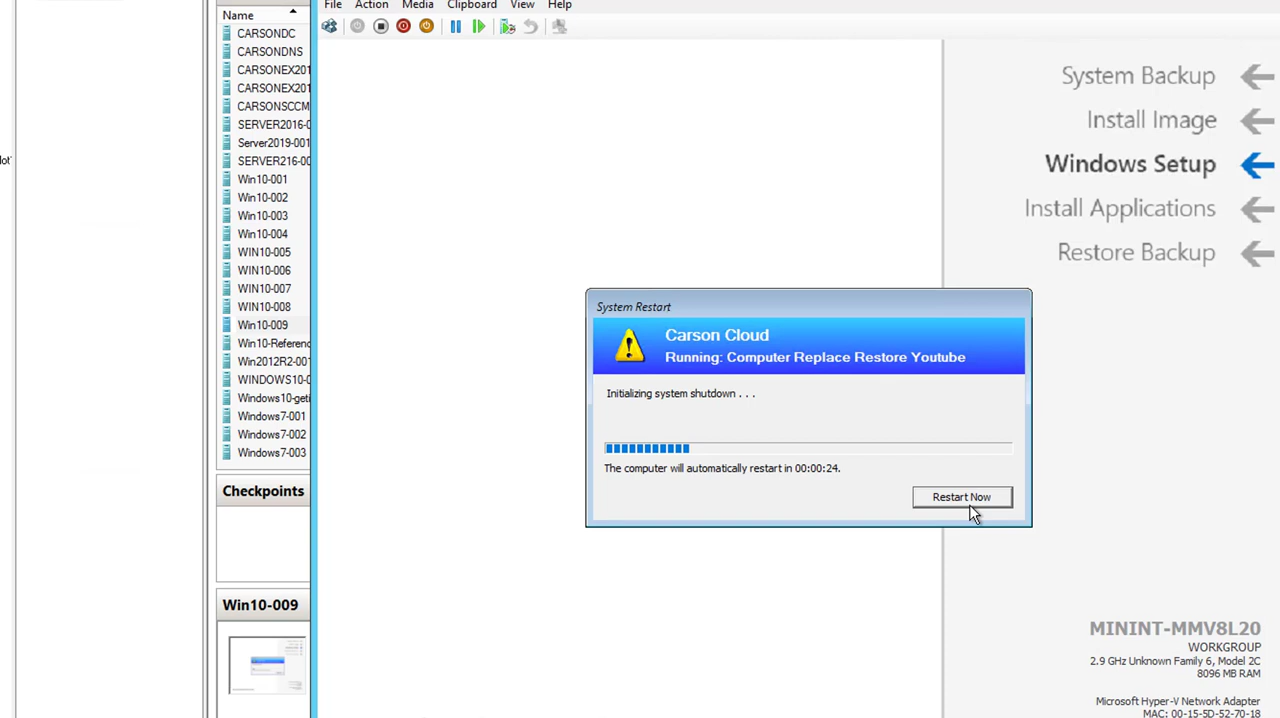 lot'
Name
CARSONDC
CARSONDNS
CARSONEX201
CARSONEX201
CARSONSCCM
SERVER2016-0
Server2019-001
SERVER216-00
Win10-001
Win10-002
Win10-003
Win10-004
WIN10-005
WIN10-006
WIN10-007
WIN10-008
Win10-009
Win10-Referenc
Win2012R2-001
WINDOWS10-
Windows10-geti
Windows7-001
Windows7-002
Windows7-003
Checkpoints
Win10-009
File Action Media Clipboard View Help
System Backup
Install Image
Windows Setup
Install Applications
Restore Backup
System Restart
Carson Cloud
Running: Computer Replace Restore Youtube
Initializing system shutdown . . .
The computer will automatically restart in 00:00:24.
Restart Now
MININT-MMV8L20
WORKGROUP
2.9 GHz Unknown Family 6, Model 2C
8096 MB RAM
Microsoft Hyper-V Network Adapter
MAC: 00-15-5D-52-70-18